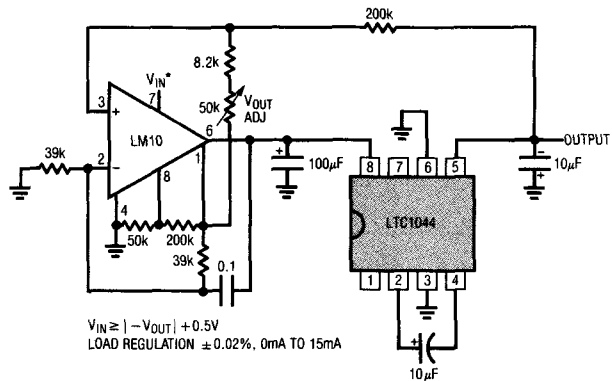 200k
8.2k
VIN*
3
7
50k
VOUT
ADJ
+
LM10
6
1
OUTPUT
39k
2
−
8
+
100µF
8
7
6
5
−
10µF
+
4
50k
200k
LTC1044
39k
0.1
1
2
3
4
VIN ≥ |−VOUT| +0.5V
LOAD REGULATION ±0.02%, 0mA TO 15mA
+
10µF